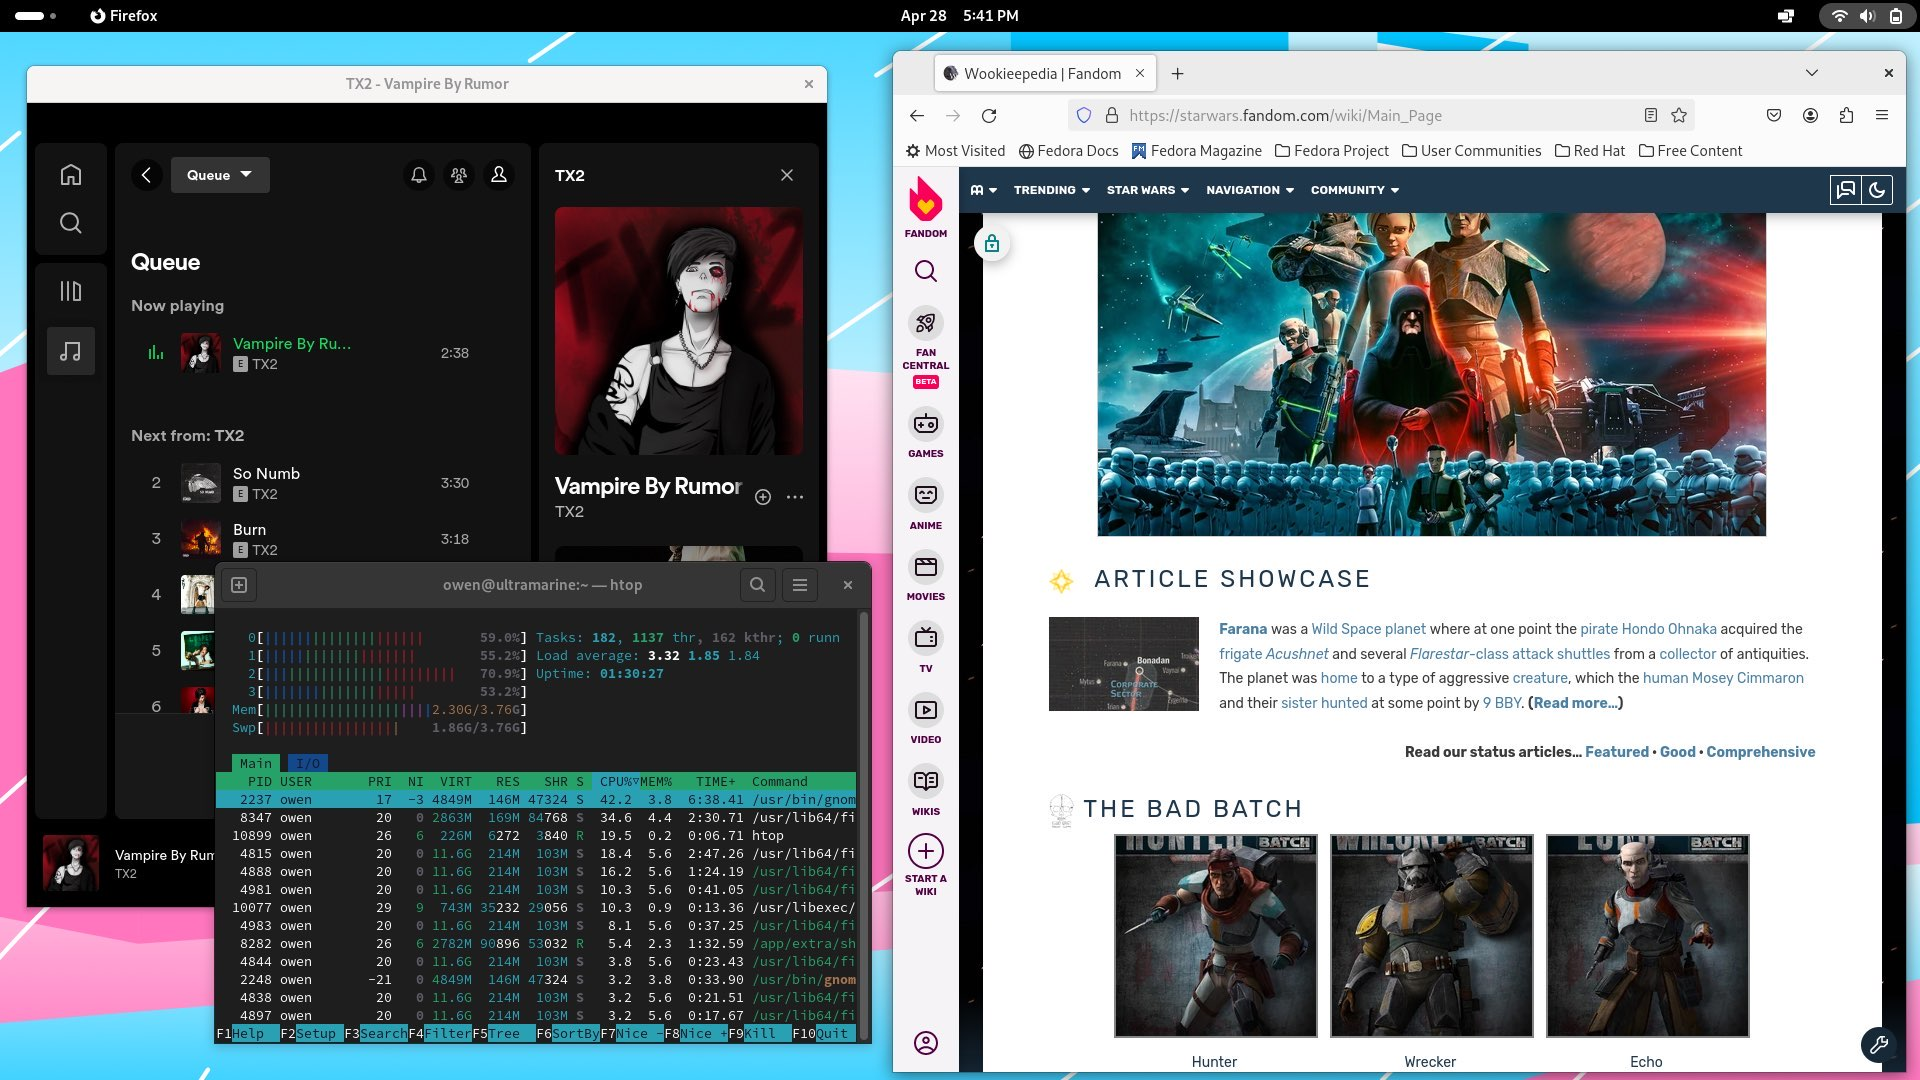 Firefox
Apr 28 5:41 PM
TX2 - Vampire By Rumor
Queue
Queue
Now playing
Vampire By Ru...
E TX2
2:38
Next from: TX2
2
So Numb
E TX2
3:30
3
Burn
E TX2
3:18
4
5
6
TX2
Vampire By Rumor
TX2
Vampire By Rum
TX2
owen@ultramarine:~ — htop
0[ 59.0%] Tasks: 182, 1137 thr, 162 kthr; 0 runn
1[ 55.2%] Load average: 3.32 1.85 1.84
2[ 70.9%] Uptime: 01:30:27
3[ 53.2%]
Mem[ 2.30G/3.76G]
Swp[ 1.86G/3.76G]
Main I/O
PID USER PRI NI VIRT RES SHR S CPU%▽MEM% TIME+ Command
2237 owen 17 -3 4849M 146M 47324 S 42.2 3.8 6:38.41 /usr/bin/gnom
8347 owen 20 0 2863M 169M 84768 S 34.6 4.4 2:30.71 /usr/lib64/fi
10899 owen 26 6 226M 6272 3840 R 19.5 0.2 0:06.71 htop
4815 owen 20 0 11.6G 214M 103M S 18.4 5.6 2:47.26 /usr/lib64/fi
4888 owen 20 0 11.6G 214M 103M S 16.2 5.6 1:24.19 /usr/lib64/fi
4981 owen 20 0 11.6G 214M 103M S 10.3 5.6 0:41.05 /usr/lib64/fi
10077 owen 29 9 743M 35232 29056 S 10.3 0.9 0:13.36 /usr/libexec/
4983 owen 20 0 11.6G 214M 103M S 8.1 5.6 0:37.25 /usr/lib64/fi
8282 owen 26 6 2782M 90896 53032 R 5.4 2.3 1:32.59 /app/extra/sh
4844 owen 20 0 11.6G 214M 103M S 3.8 5.6 0:23.43 /usr/lib64/fi
2248 owen -21 0 4849M 146M 47324 S 3.2 3.8 0:33.90 /usr/bin/gnom
4838 owen 20 0 11.6G 214M 103M S 3.2 5.6 0:21.51 /usr/lib64/fi
4897 owen 20 0 11.6G 214M 103M S 3.2 5.6 0:17.67 /usr/lib64/fi
F1Help F2Setup F3SearchF4FilterF5Tree F6SortByF7Nice -F8Nice +F9Kill F10Quit
Wookieepedia | Fandom
https://starwars.fandom.com/wiki/Main_Page
Most Visited Fedora Docs Fedora Magazine Fedora Project User Communities Red Hat Free Content
TRENDING STAR WARS NAVIGATION COMMUNITY
FANDOM
FAN
CENTRAL
BETA
GAMES
ANIME
MOVIES
TV
VIDEO
WIKIS
START A
WIKI
ARTICLE SHOWCASE
Farana
Bonadan
CORPORATE
SECTOR
Farana was a Wild Space planet where at one point the pirate Hondo Ohnaka acquired the
frigate Acushnet and several Flarestar-class attack shuttles from a collector of antiquities.
The planet was home to a type of aggressive creature, which the human Mosey Cimmaron
and their sister hunted at some point by 9 BBY. (Read more...)
Read our status articles... Featured • Good • Comprehensive
THE BAD BATCH
HUNTER
BATCH
WRECKER
BATCH
ECHO
BATCH
Hunter
Wrecker
Echo